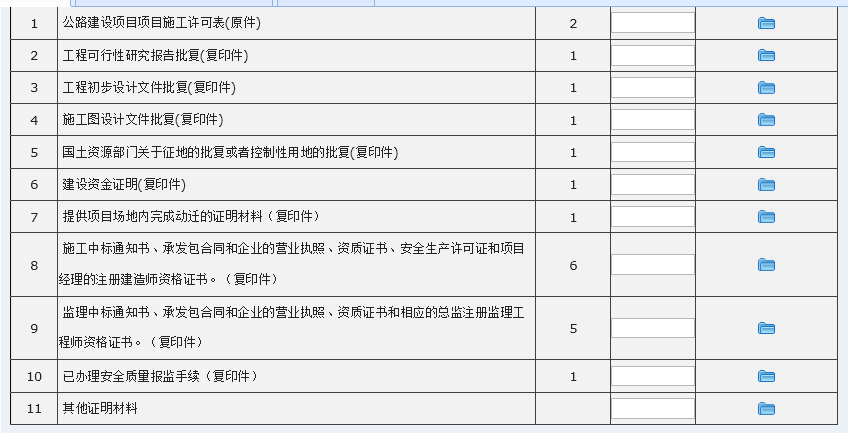 1 公路建设项目项目施工许可表(原件) 2
2 工程可行性研究报告批复(复印件) 1
3 工程初步设计文件批复(复印件) 1
4 施工图设计文件批复(复印件) 1
5 国土资源部门关于征地的批复或者控制性用地的批复(复印件) 1
6 建设资金证明(复印件) 1
7 提供项目场地内完成动迁的证明材料（复印件） 1
8 施工中标通知书、承发包合同和企业的营业执照、资质证书、安全生产许可证和项目 6
经理的注册建造师资格证书。（复印件）
9 监理中标通知书、承发包合同和企业的营业执照、资质证书和相应的总监注册监理工 5
程师资格证书。（复印件）
10 已办理安全质量报监手续（复印件） 1
11 其他证明材料